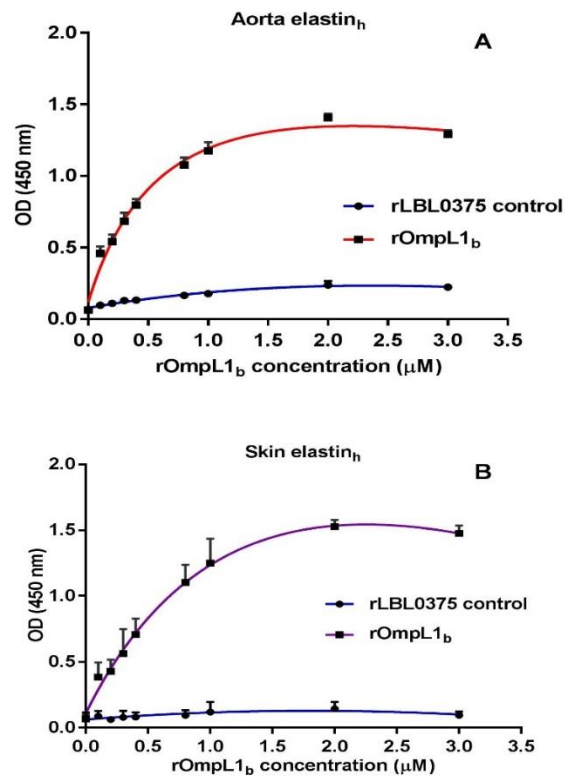 Aorta elastinₕ
A
2.0
1.5
1.0
0.5
0.0
OD (450 nm)
rLBL0375 control
rOmpL1b
0.0 0.5 1.0 1.5 2.0 2.5 3.0 3.5
rOmpL1b concentration (μM)
Skin elastinₕ
B
2.0
1.5
1.0
0.5
0.0
OD (450 nm)
rLBL0375 control
rOmpL1b
0.0 0.5 1.0 1.5 2.0 2.5 3.0 3.5
rOmpL1b concentration (μM)